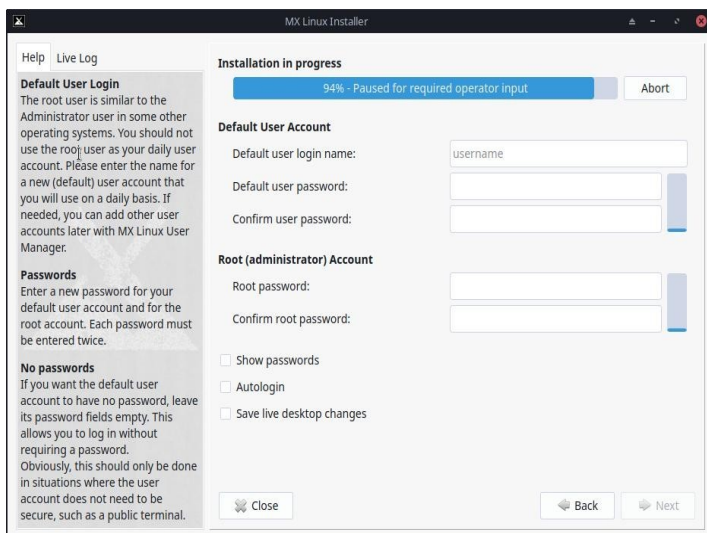 MX Linux Installer
Help
Live Log
Default User Login
The root user is similar to the
Administrator user in some other
operating systems. You should not
use the root user as your daily user
account. Please enter the name for
a new (default) user account that
you will use on a daily basis. If
needed, you can add other user
accounts later with MX Linux User
Manager.
Passwords
Enter a new password for your
default user account and for the
root account. Each password must
be entered twice.
No passwords
If you want the default user
account to have no password, leave
its password fields empty. This
allows you to log in without
requiring a password.
Obviously, this should only be done
in situations where the user
account does not need to be
secure, such as a public terminal.
Installation in progress
94% - Paused for required operator input
Abort
Default User Account
Default user login name:
username
Default user password:
Confirm user password:
Root (administrator) Account
Root password:
Confirm root password:
Show passwords
Autologin
Save live desktop changes
Close
Back
Next